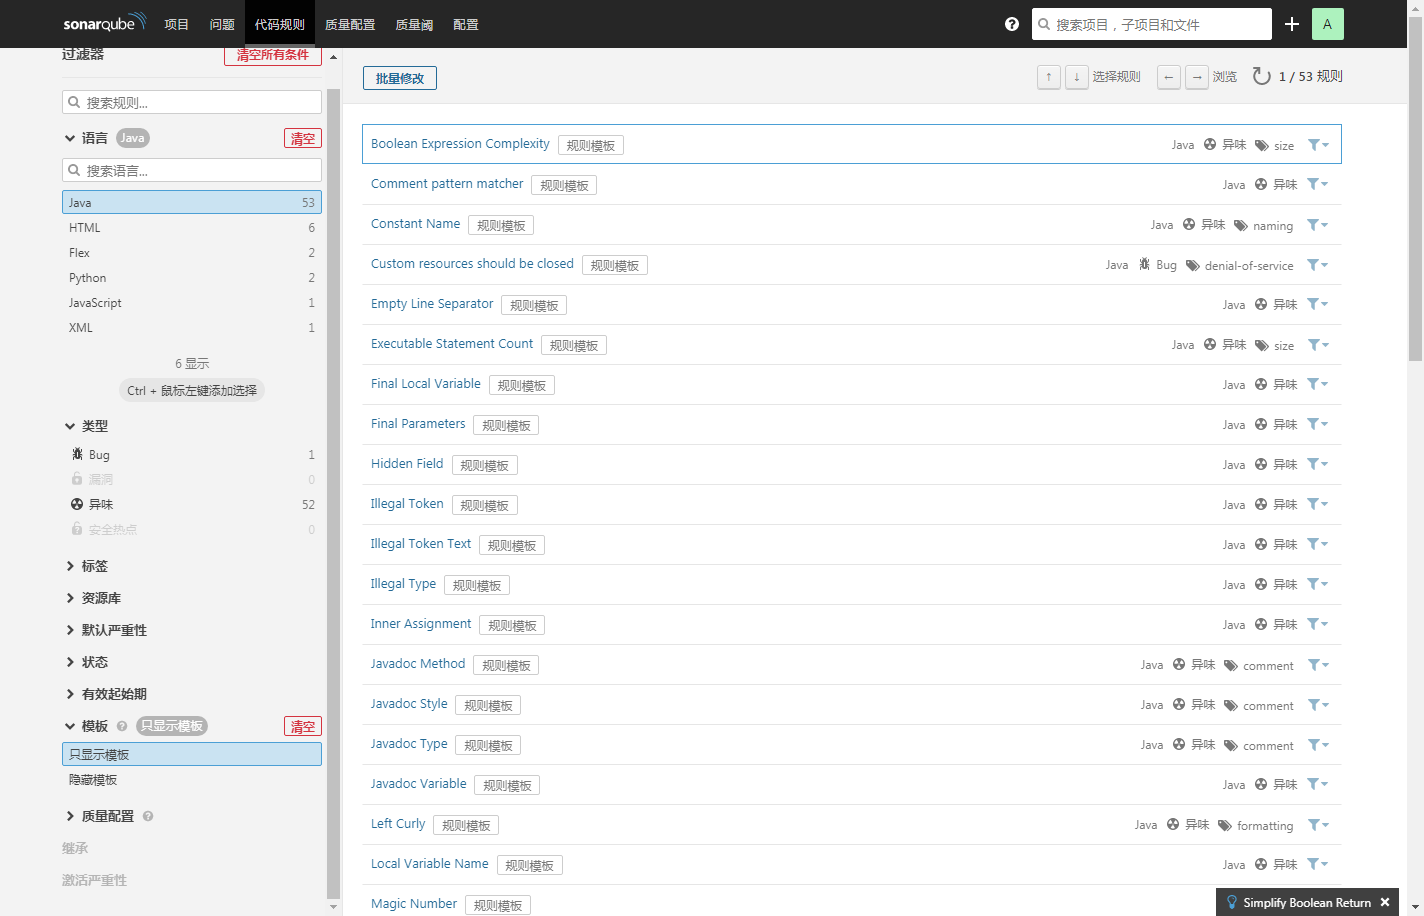 sonarqube 项目 问题 代码规则 质量配置 质量阈 配置 搜索项目，子项目和文件 A
过滤器 清空所有条件
搜索规则...
语言 Java 清空
搜索语言...
Java 53
HTML 6
Flex 2
Python 2
JavaScript 1
XML 1
6 显示
Ctrl + 鼠标左键添加选择
类型
Bug 1
漏洞 0
异味 52
安全热点 0
标签
资源库
默认严重性
状态
有效起始期
模板 只显示模板 清空
只显示模板
隐藏模板
质量配置
继承
激活严重性
批量修改 ↑ ↓ 选择规则 ← → 浏览 1 / 53 规则
Boolean Expression Complexity 规则模板 Java 异味 size
Comment pattern matcher 规则模板 Java 异味
Constant Name 规则模板 Java 异味 naming
Custom resources should be closed 规则模板 Java Bug denial-of-service
Empty Line Separator 规则模板 Java 异味
Executable Statement Count 规则模板 Java 异味 size
Final Local Variable 规则模板 Java 异味
Final Parameters 规则模板 Java 异味
Hidden Field 规则模板 Java 异味
Illegal Token 规则模板 Java 异味
Illegal Token Text 规则模板 Java 异味
Illegal Type 规则模板 Java 异味
Inner Assignment 规则模板 Java 异味
Javadoc Method 规则模板 Java 异味 comment
Javadoc Style 规则模板 Java 异味 comment
Javadoc Type 规则模板 Java 异味 comment
Javadoc Variable 规则模板 Java 异味
Left Curly 规则模板 Java 异味 formatting
Local Variable Name 规则模板 Java 异味
Magic Number 规则模板
Simplify Boolean Return ×